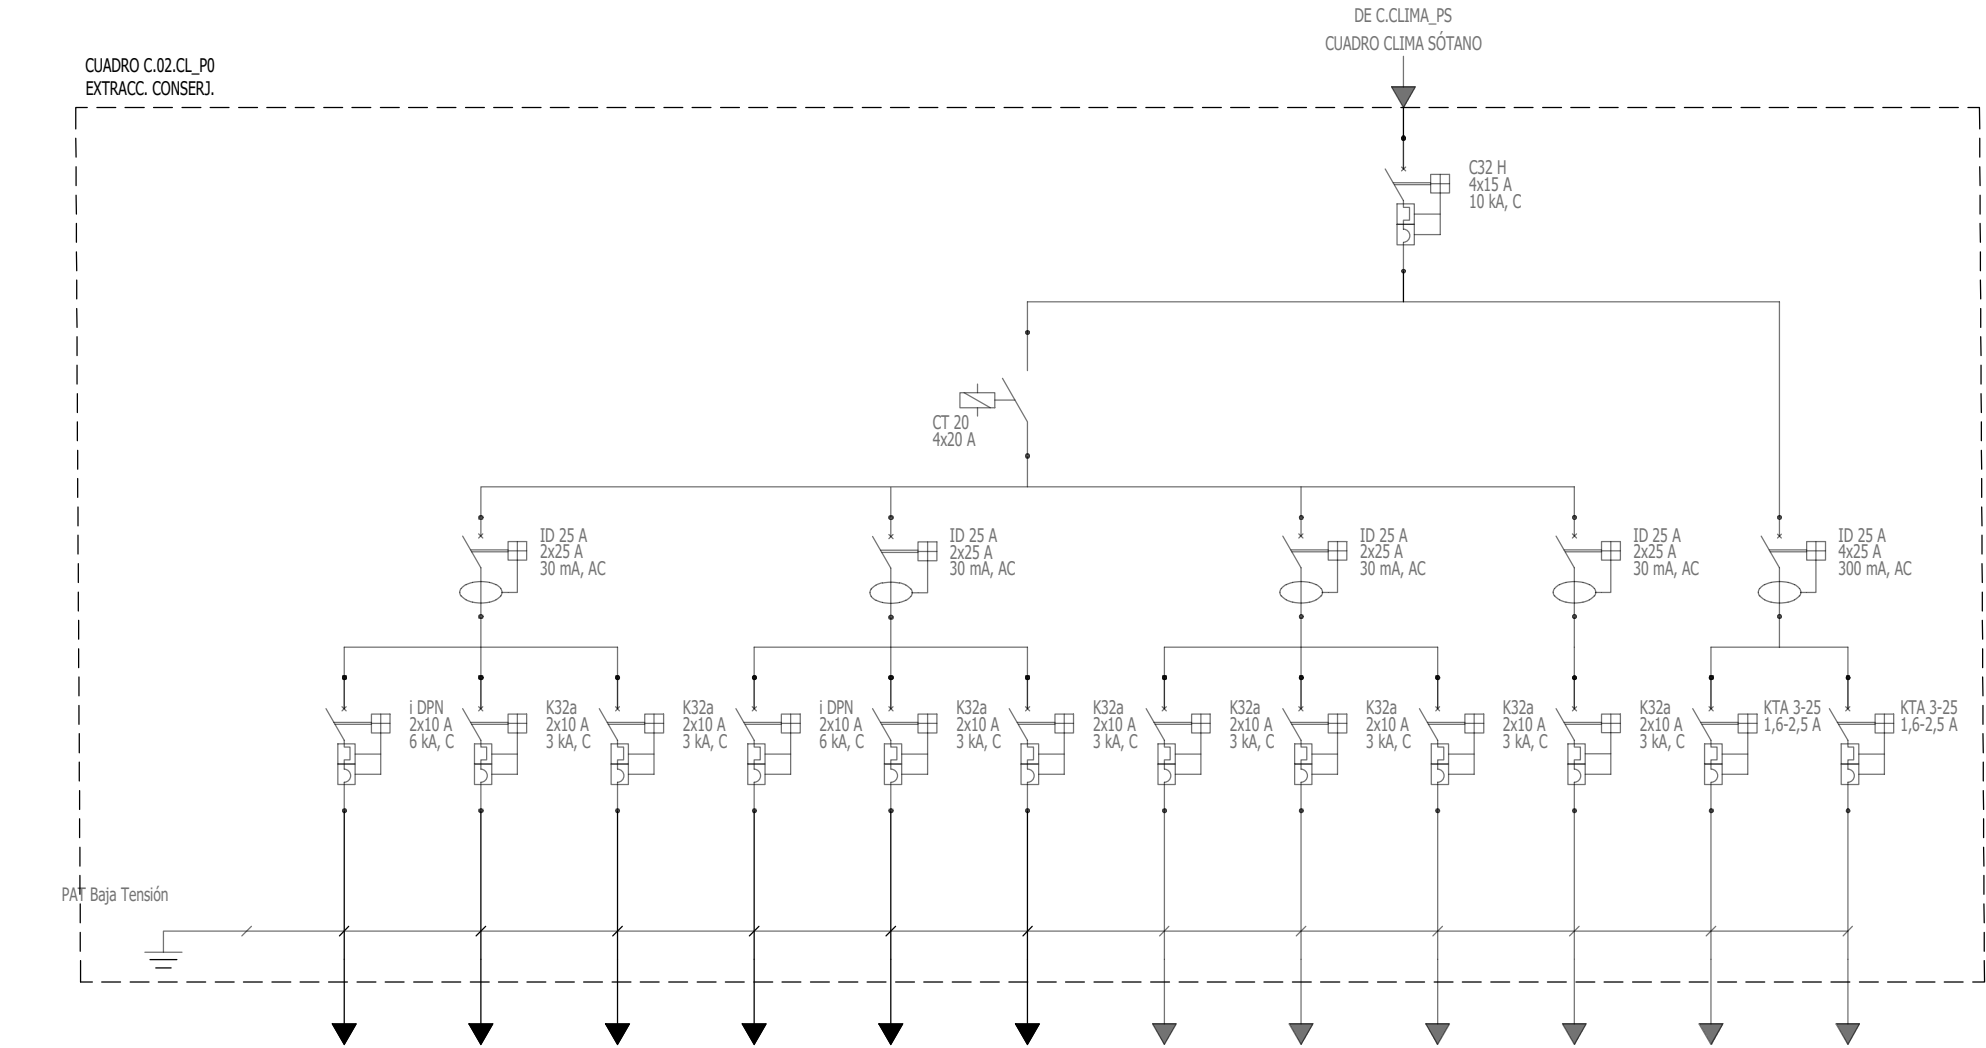 DE C.CLIMA_PS
CUADRO CLIMA SÓTANO
CUADRO C.02.CL_P0
EXTRACC. CONSERJ.
C32 H
4x15 A
10 kA, C
CT 20
4x20 A
ID 25 A
2x25 A
30 mA, AC
ID 25 A
2x25 A
30 mA, AC
ID 25 A
2x25 A
30 mA, AC
ID 25 A
2x25 A
30 mA, AC
ID 25 A
4x25 A
300 mA, AC
i DPN
2x10 A
6 kA, C
K32a
2x10 A
3 kA, C
K32a
2x10 A
3 kA, C
i DPN
2x10 A
6 kA, C
K32a
2x10 A
3 kA, C
K32a
2x10 A
3 kA, C
K32a
2x10 A
3 kA, C
K32a
2x10 A
3 kA, C
K32a
2x10 A
3 kA, C
K32a
2x10 A
3 kA, C
KTA 3-25
1,6-2,5 A
KTA 3-25
1,6-2,5 A
PAT Baja Tensión